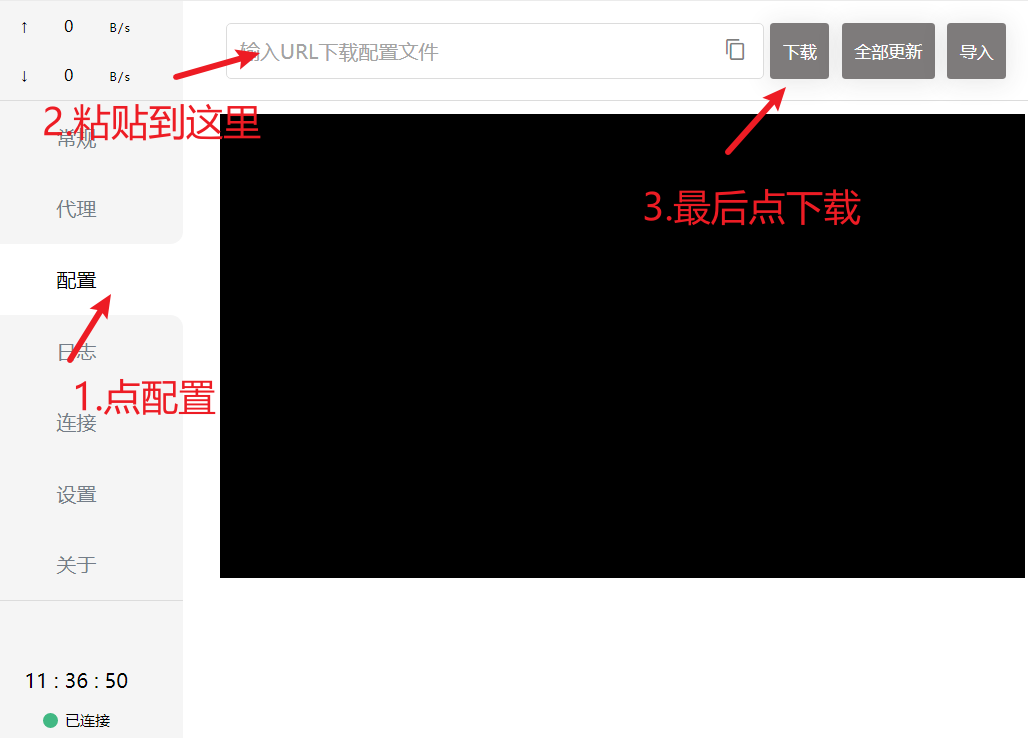 ↑ 0 B/s
↓ 0 B/s
输入URL下载配置文件
下载
全部更新
导入
2.粘贴到这里
常规
3.最后点下载
代理
配置
日志
1.点配置
连接
设置
关于
11 : 36 : 50
已连接